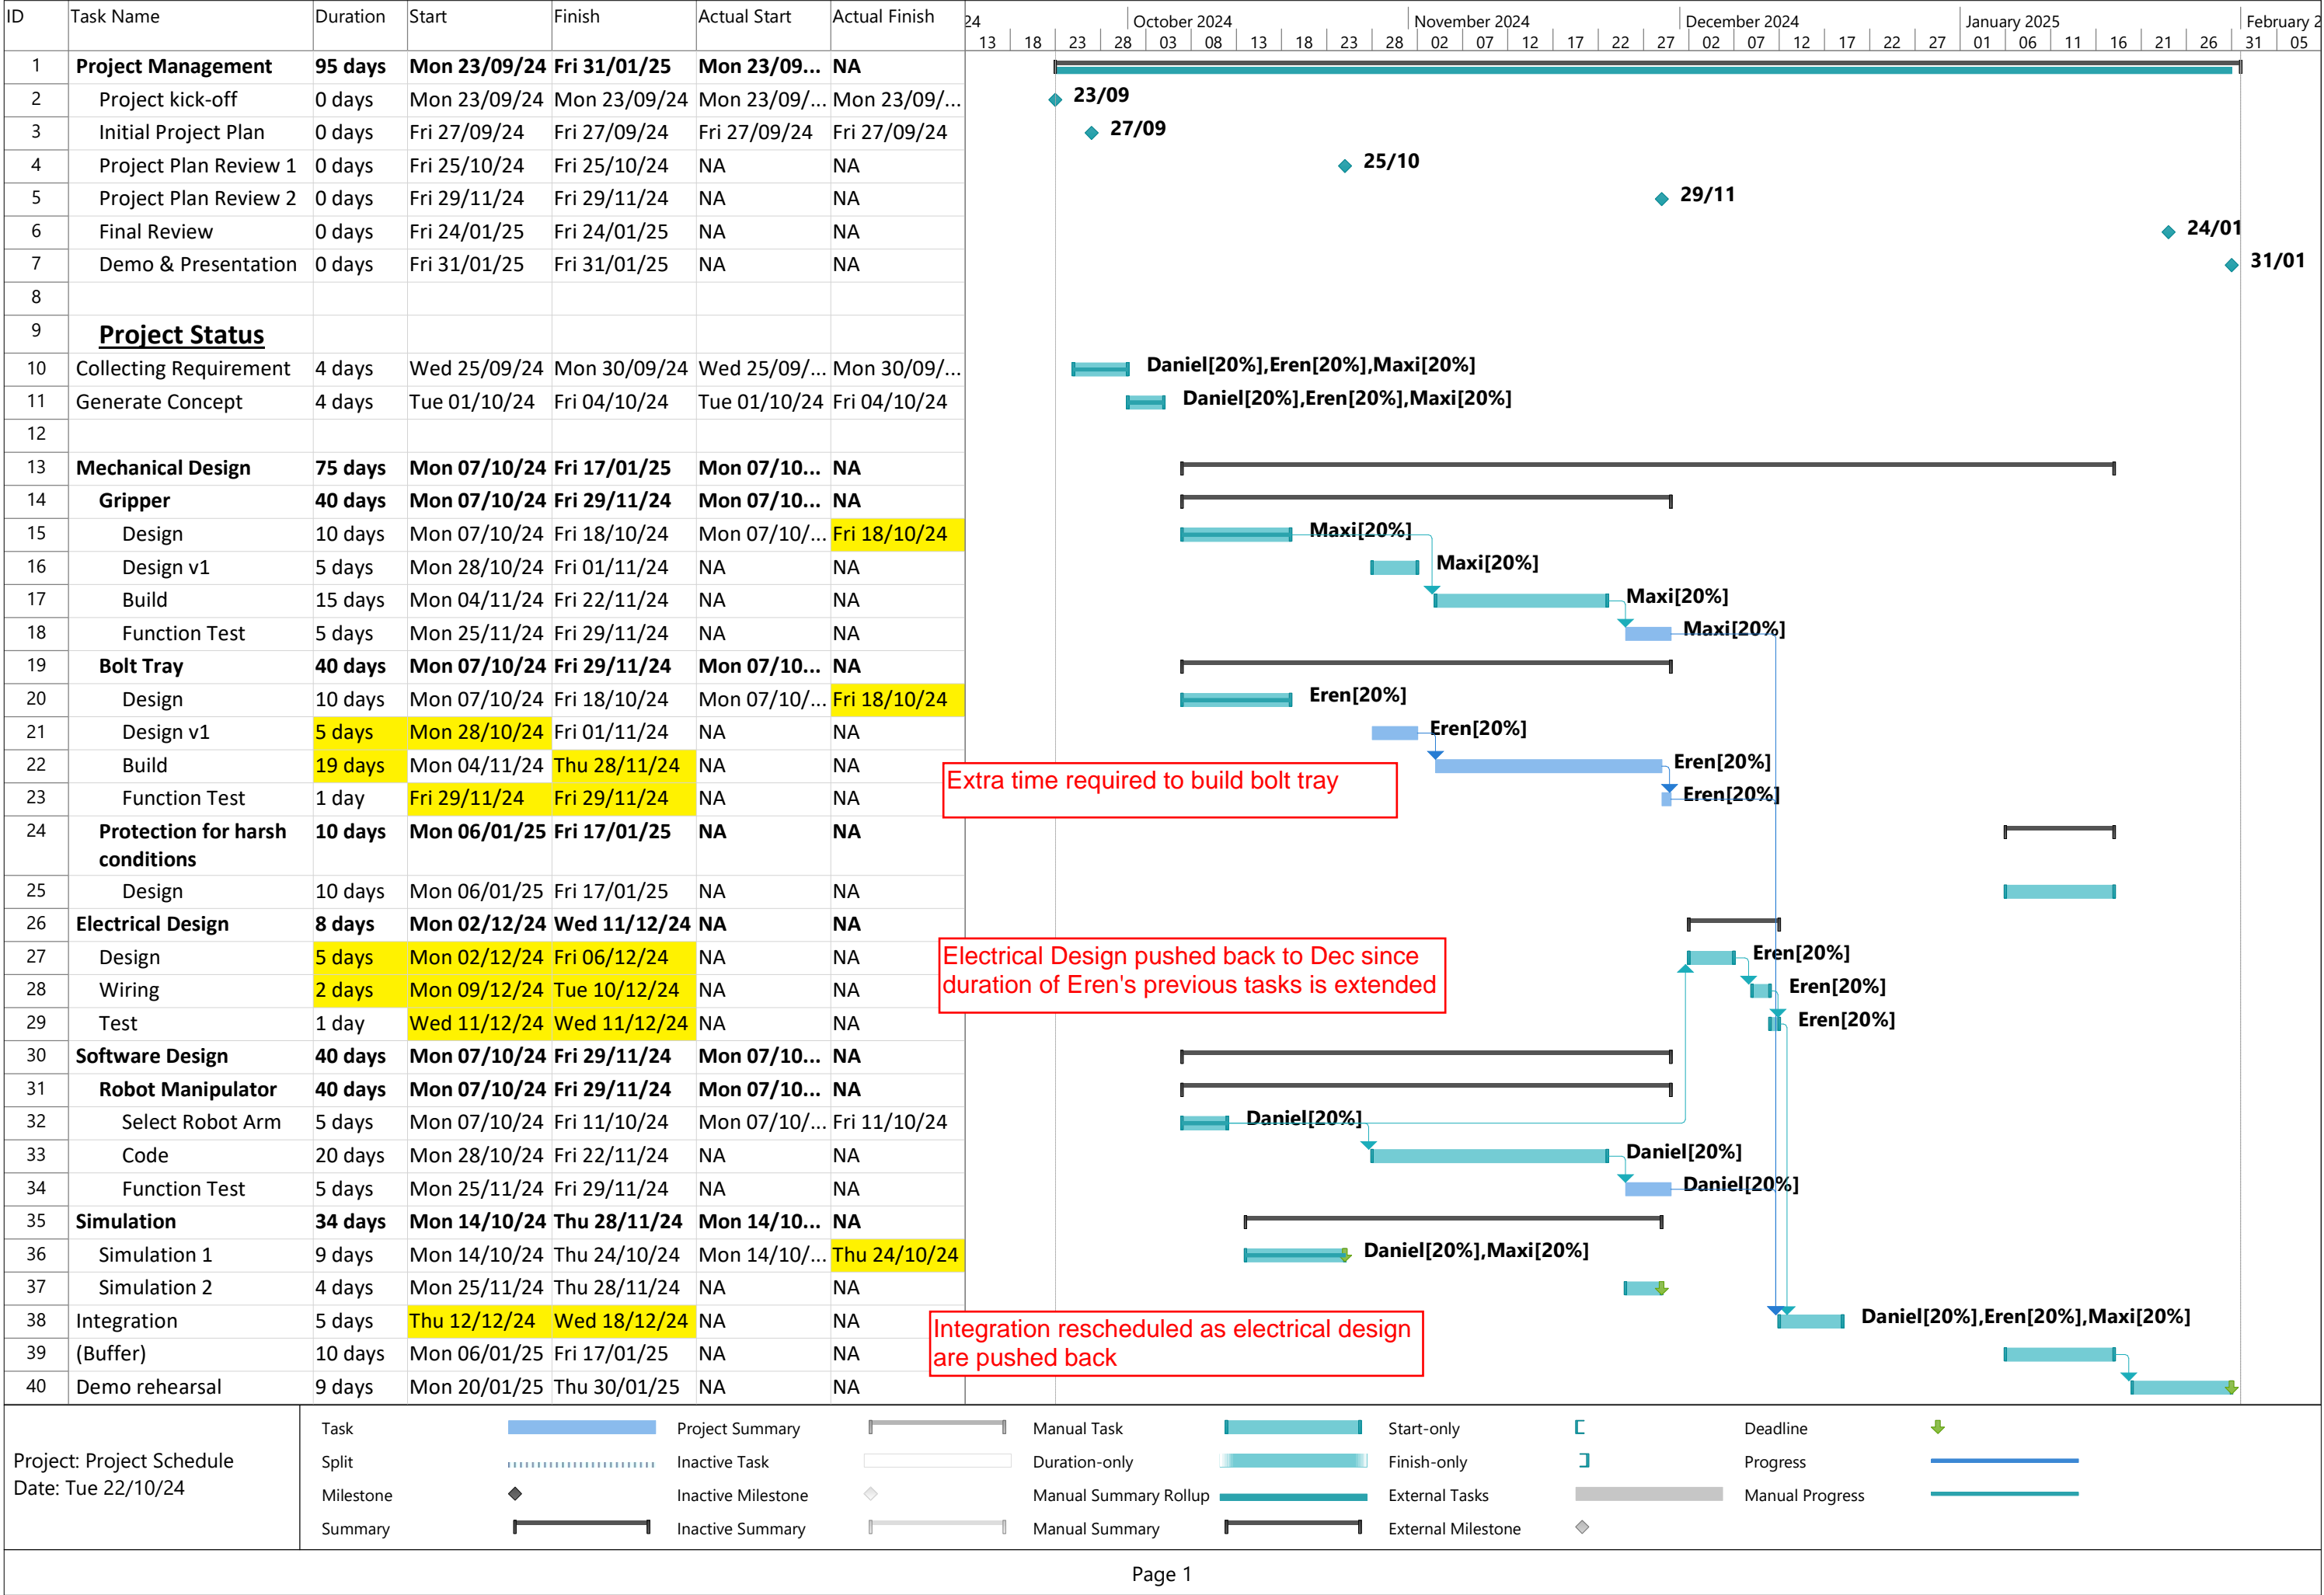 ID Task Name Duration Start Finish Actual Start Actual Finish
24 October 2024 November 2024 December 2024 January 2025 February 2
13 18 23 28 03 08 13 18 23 28 02 07 12 17 22 27 02 07 12 17 22 27 01 06 11 16 21 26 31 05
1 Project Management 95 days Mon 23/09/24 Fri 31/01/25 Mon 23/09... NA
2 Project kick-off 0 days Mon 23/09/24 Mon 23/09/24 Mon 23/09/... Mon 23/09/... 23/09
3 Initial Project Plan 0 days Fri 27/09/24 Fri 27/09/24 Fri 27/09/24 Fri 27/09/24 27/09
4 Project Plan Review 1 0 days Fri 25/10/24 Fri 25/10/24 NA NA 25/10
5 Project Plan Review 2 0 days Fri 29/11/24 Fri 29/11/24 NA NA 29/11
6 Final Review 0 days Fri 24/01/25 Fri 24/01/25 NA NA 24/01
7 Demo & Presentation 0 days Fri 31/01/25 Fri 31/01/25 NA NA 31/01
8
9 Project Status
10 Collecting Requirement 4 days Wed 25/09/24 Mon 30/09/24 Wed 25/09/... Mon 30/09/... Daniel[20%],Eren[20%],Maxi[20%]
11 Generate Concept 4 days Tue 01/10/24 Fri 04/10/24 Tue 01/10/24 Fri 04/10/24 Daniel[20%],Eren[20%],Maxi[20%]
12
13 Mechanical Design 75 days Mon 07/10/24 Fri 17/01/25 Mon 07/10... NA
14 Gripper 40 days Mon 07/10/24 Fri 29/11/24 Mon 07/10... NA
15 Design 10 days Mon 07/10/24 Fri 18/10/24 Mon 07/10/... Fri 18/10/24 Maxi[20%]
16 Design v1 5 days Mon 28/10/24 Fri 01/11/24 NA NA Maxi[20%]
17 Build 15 days Mon 04/11/24 Fri 22/11/24 NA NA Maxi[20%]
18 Function Test 5 days Mon 25/11/24 Fri 29/11/24 NA NA Maxi[20%]
19 Bolt Tray 40 days Mon 07/10/24 Fri 29/11/24 Mon 07/10... NA
20 Design 10 days Mon 07/10/24 Fri 18/10/24 Mon 07/10/... Fri 18/10/24 Eren[20%]
21 Design v1 5 days Mon 28/10/24 Fri 01/11/24 NA NA Eren[20%]
22 Build 19 days Mon 04/11/24 Thu 28/11/24 NA NA Eren[20%]
Extra time required to build bolt tray
23 Function Test 1 day Fri 29/11/24 Fri 29/11/24 NA NA Eren[20%]
24 Protection for harsh 10 days Mon 06/01/25 Fri 17/01/25 NA NA
conditions
25 Design 10 days Mon 06/01/25 Fri 17/01/25 NA NA
26 Electrical Design 8 days Mon 02/12/24 Wed 11/12/24 NA NA
27 Design 5 days Mon 02/12/24 Fri 06/12/24 NA NA Eren[20%]
Electrical Design pushed back to Dec since
duration of Eren's previous tasks is extended
28 Wiring 2 days Mon 09/12/24 Tue 10/12/24 NA NA Eren[20%]
29 Test 1 day Wed 11/12/24 Wed 11/12/24 NA NA Eren[20%]
30 Software Design 40 days Mon 07/10/24 Fri 29/11/24 Mon 07/10... NA
31 Robot Manipulator 40 days Mon 07/10/24 Fri 29/11/24 Mon 07/10... NA
32 Select Robot Arm 5 days Mon 07/10/24 Fri 11/10/24 Mon 07/10/... Fri 11/10/24 Daniel[20%]
33 Code 20 days Mon 28/10/24 Fri 22/11/24 NA NA Daniel[20%]
34 Function Test 5 days Mon 25/11/24 Fri 29/11/24 NA NA Daniel[20%]
35 Simulation 34 days Mon 14/10/24 Thu 28/11/24 Mon 14/10... NA
36 Simulation 1 9 days Mon 14/10/24 Thu 24/10/24 Mon 14/10/... Thu 24/10/24 Daniel[20%],Maxi[20%]
37 Simulation 2 4 days Mon 25/11/24 Thu 28/11/24 NA NA
38 Integration 5 days Thu 12/12/24 Wed 18/12/24 NA NA Daniel[20%],Eren[20%],Maxi[20%]
Integration rescheduled as electrical design
are pushed back
39 (Buffer) 10 days Mon 06/01/25 Fri 17/01/25 NA NA
40 Demo rehearsal 9 days Mon 20/01/25 Thu 30/01/25 NA NA
Project: Project Schedule
Date: Tue 22/10/24
Task Project Summary Manual Task Start-only Deadline
Split Inactive Task Duration-only Finish-only Progress
Milestone Inactive Milestone Manual Summary Rollup External Tasks Manual Progress
Summary Inactive Summary Manual Summary External Milestone
Page 1